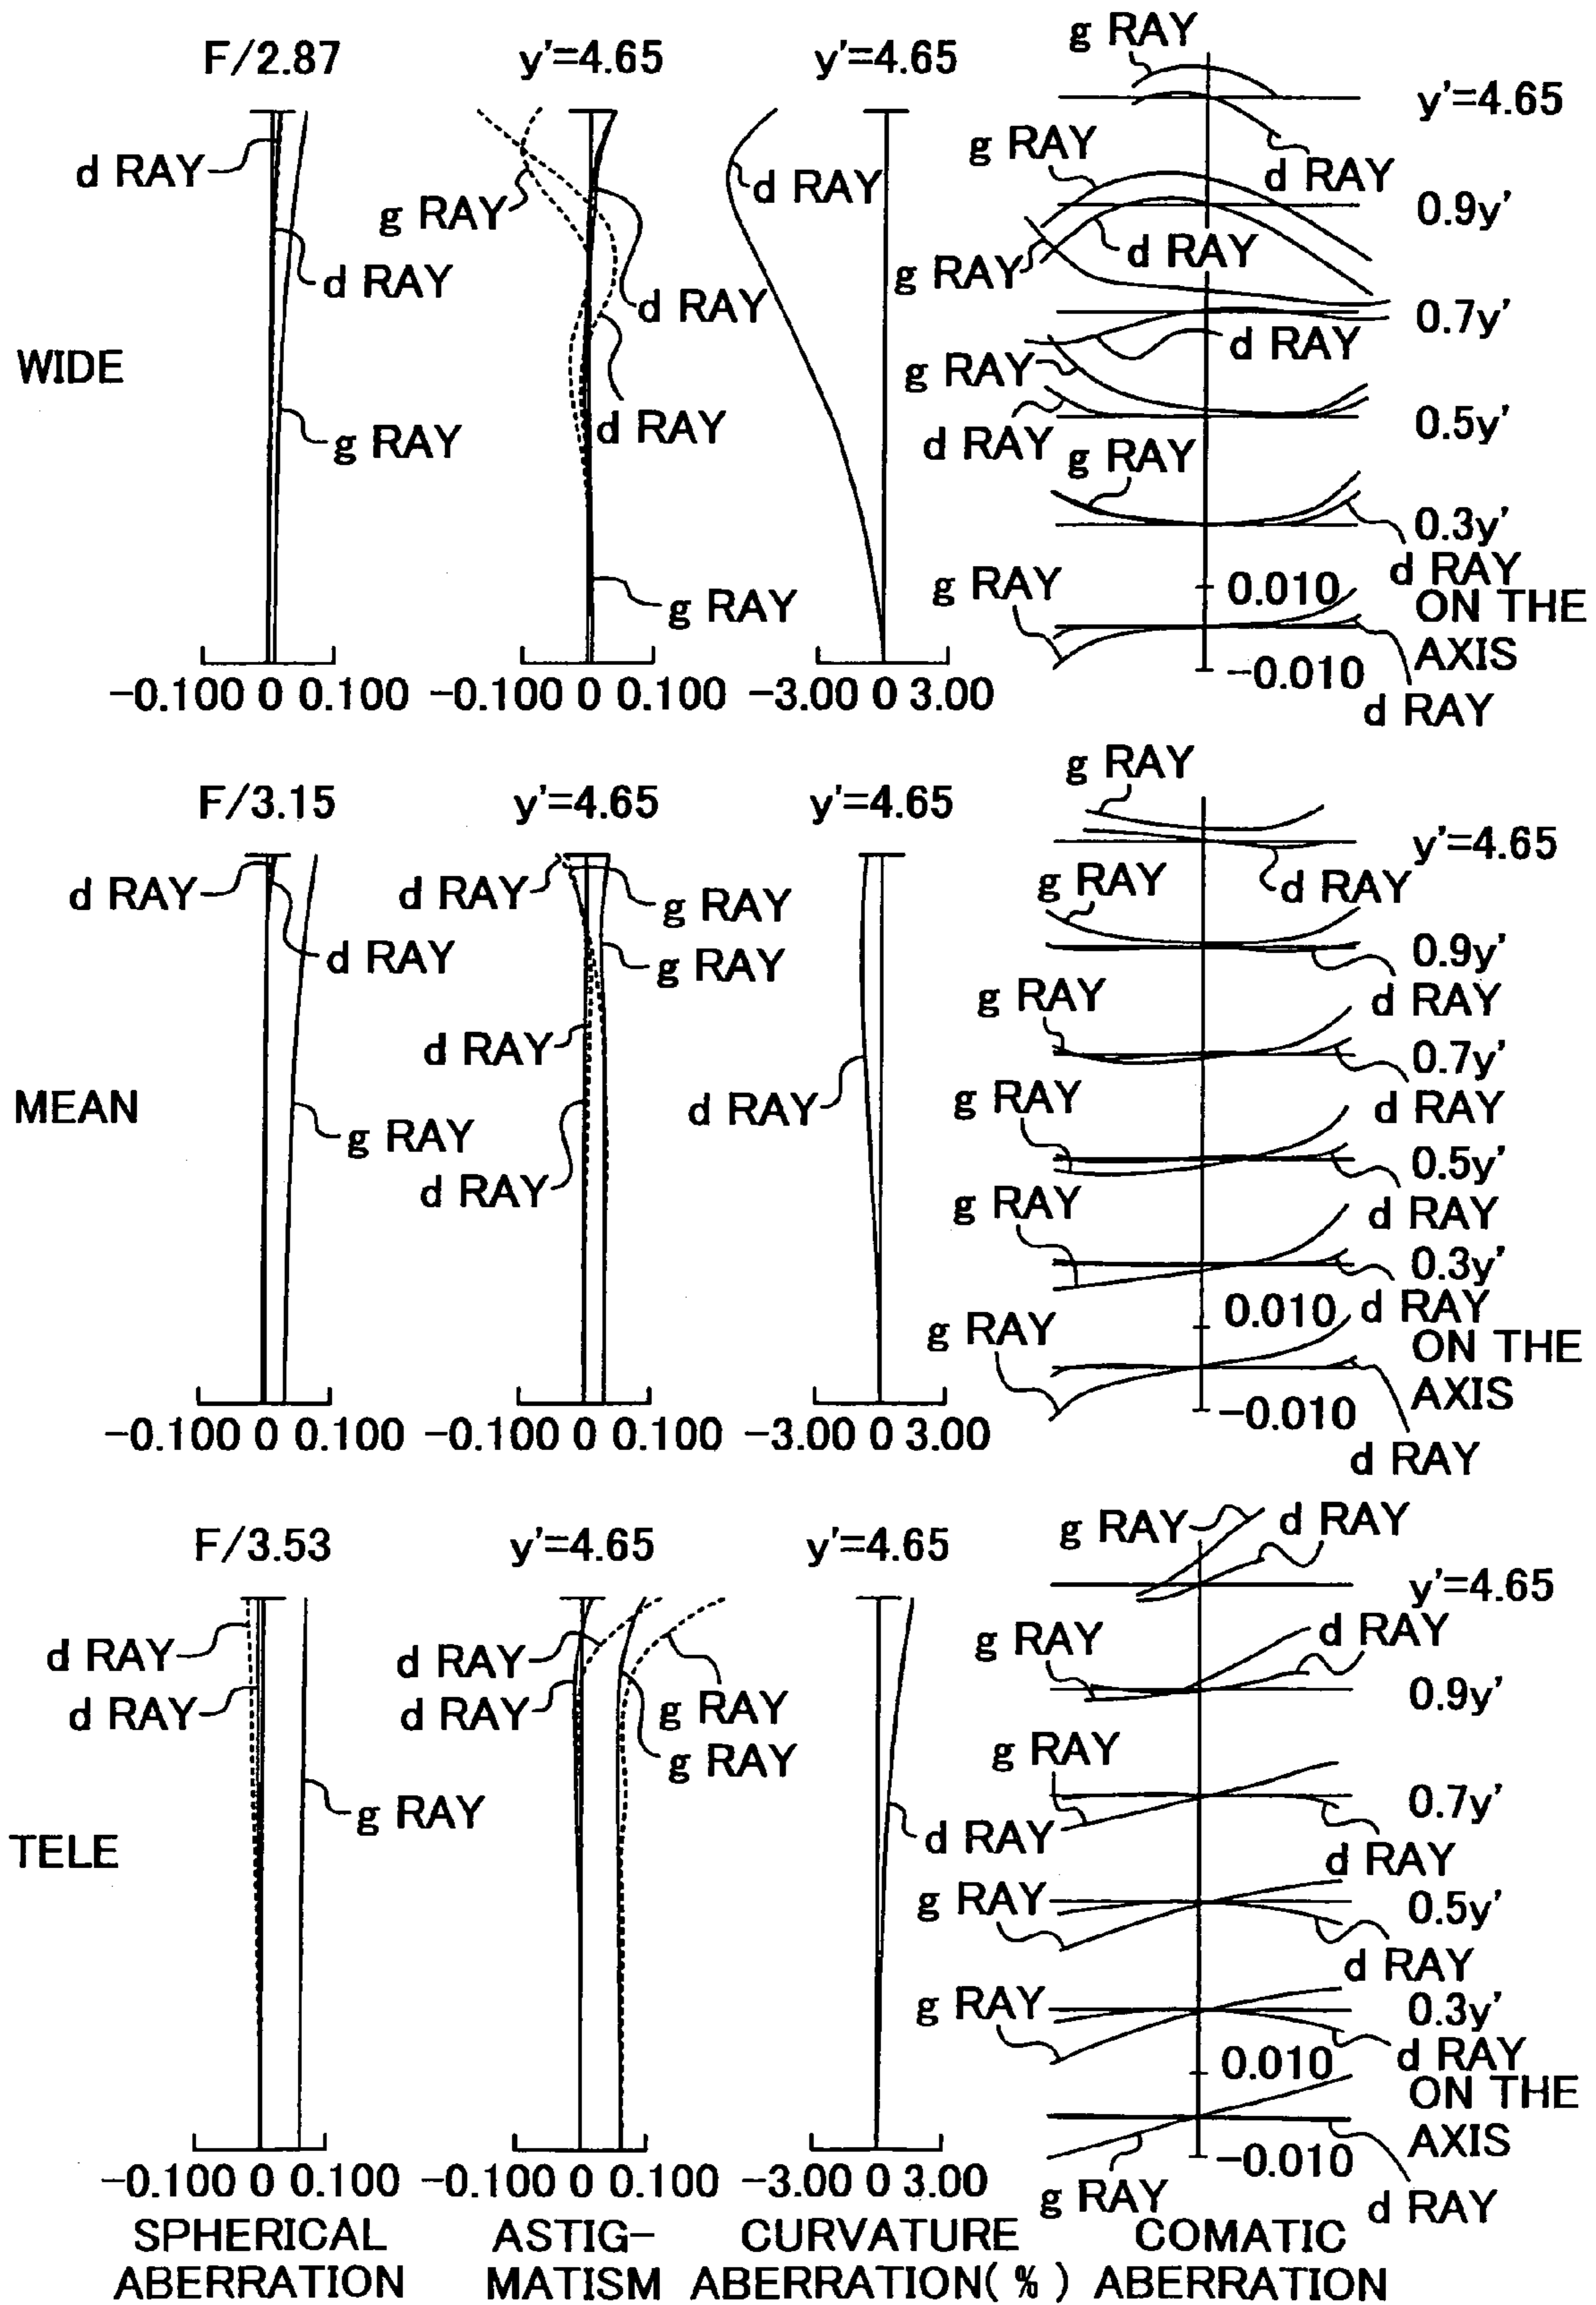 F/2.87
y'=4.65
y'=4.65
g RAY
y'=4.65
d RAY
g RAY
d RAY
g RAY
d RAY
0.9y'
d RAY
g RAY
d RAY
d RAY
0.7y'
d RAY
WIDE
g RAY
d RAY
g RAY
d RAY
0.5y'
g RAY
0.3y'
d RAY
g RAY
g RAY
0.010
ON THE
AXIS
-0.010
d RAY
-0.100 0 0.100
-0.100 0 0.100
-3.00 0 3.00
F/3.15
y'=4.65
y'=4.65
g RAY
y'=4.65
d RAY
d RAY
g RAY
g RAY
d RAY
d RAY
g RAY
0.9y'
d RAY
g RAY
d RAY
0.7y'
d RAY
MEAN
d RAY
g RAY
g RAY
0.5y'
d RAY
d RAY
g RAY
0.3y'
d RAY
g RAY
0.010
ON THE
AXIS
-0.010
d RAY
-0.100 0 0.100
-0.100 0 0.100
-3.00 0 3.00
F/3.53
y'=4.65
y'=4.65
g RAY
d RAY
y'=4.65
d RAY
d RAY
g RAY
d RAY
0.9y'
d RAY
d RAY
g RAY
g RAY
g RAY
0.7y'
g RAY
d RAY
d RAY
TELE
g RAY
0.5y'
d RAY
g RAY
0.3y'
d RAY
0.010
ON THE
AXIS
-0.010
g RAY
d RAY
-0.100 0 0.100
-0.100 0 0.100
-3.00 0 3.00
SPHERICAL
ABERRATION
ASTIG-
MATISM
CURVATURE
ABERRATION(%)
COMATIC
ABERRATION